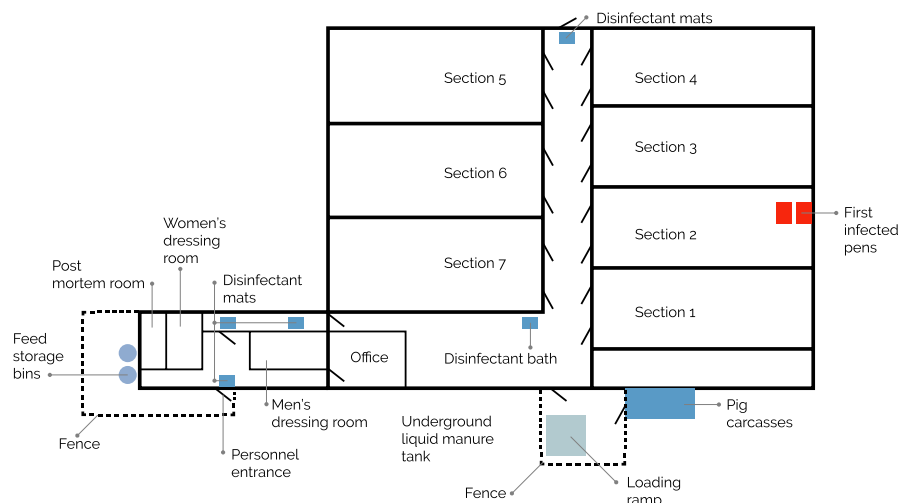 Disinfectant mats
Section 5
Section 4
Section 3
Section 6
First
infected
pens
Women's
dressing
room
Section 2
Post
mortem room
Disinfectant
mats
Section 7
Section 1
Feed
storage
bins
Office
Disinfectant bath
Men's
dressing room
Pig
carcasses
Underground
liquid manure
tank
Fence
Personnel
entrance
Fence
Loading
ramp